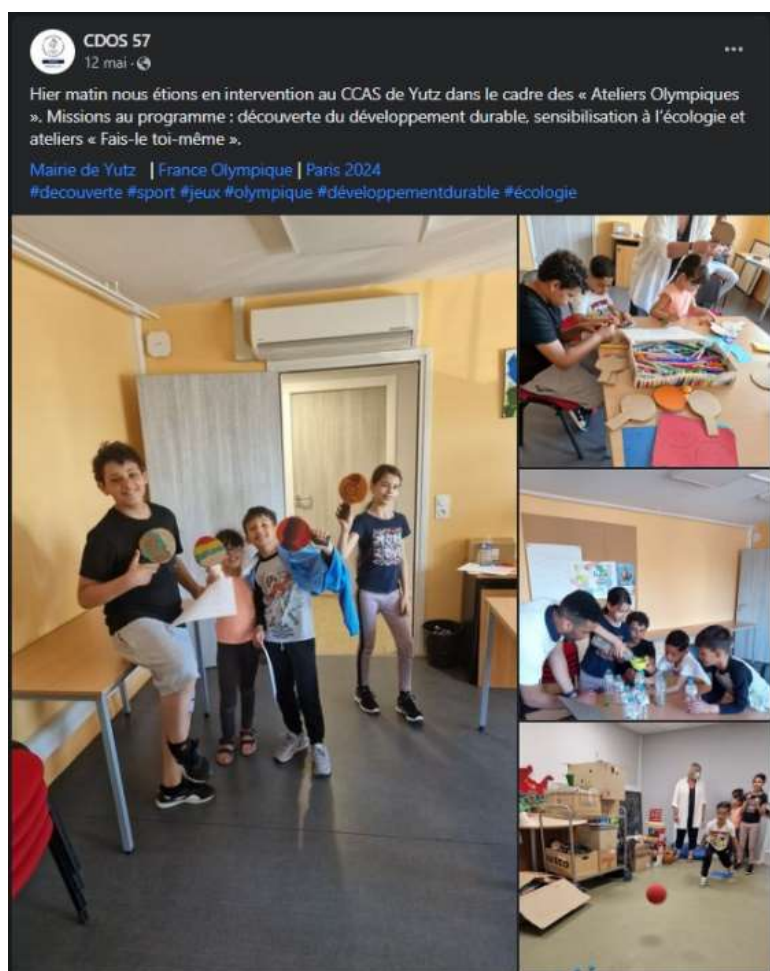 CDOS 57
12 mai ·
Hier matin nous étions en intervention au CCAS de Yutz dans le cadre des « Ateliers Olympiques
». Missions au programme : découverte du développement durable, sensibilisation à l'écologie et
ateliers « Fais-le toi-même ».
Mairie de Yutz | France Olympique | Paris 2024
#decouverte #sport #jeux #olympique #développementdurable #écologie